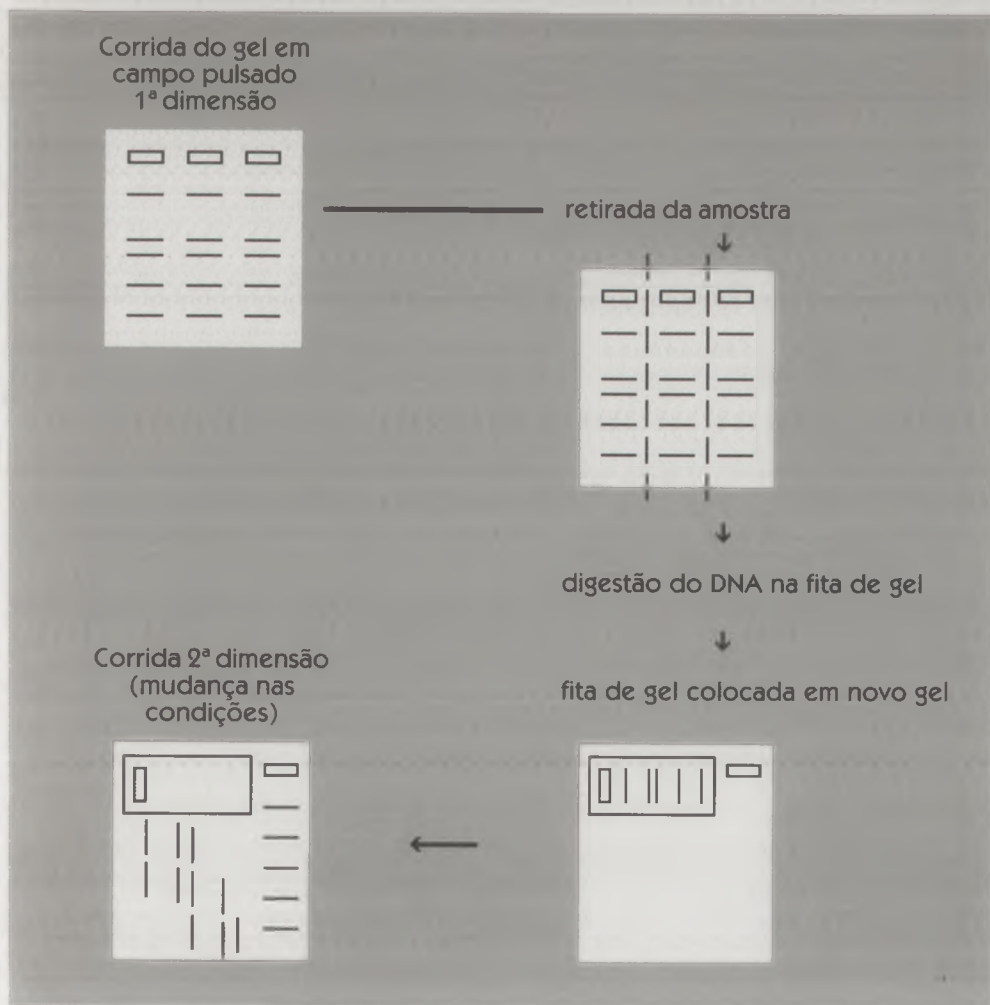 Corrida do gel em
campo pulsado
1ª dimensão
retirada da amostra
digestão do DNA na fita de gel
fita de gel colocada em novo gel
Corrida 2ª dimensão
(mudança nas
condições)